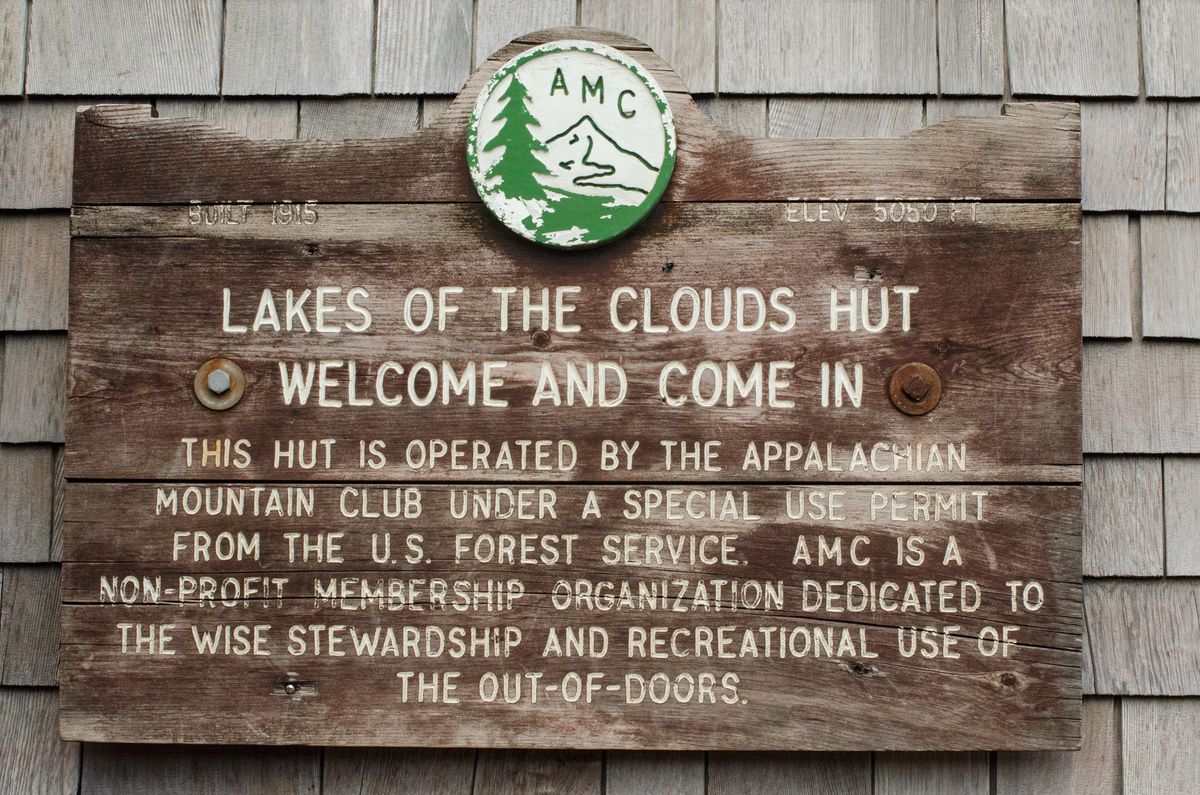 AMC
BUILT 1915 ELEV. 5050 FT.
LAKES OF THE CLOUDS HUT
WELCOME AND COME IN
THIS HUT IS OPERATED BY THE APPALACHIAN
MOUNTAIN CLUB UNDER A SPECIAL USE PERMIT
FROM THE U.S. FOREST SERVICE. AMC IS A
NON-PROFIT MEMBERSHIP ORGANIZATION DEDICATED TO
THE WISE STEWARDSHIP AND RECREATIONAL USE OF
THE OUT-OF-DOORS.